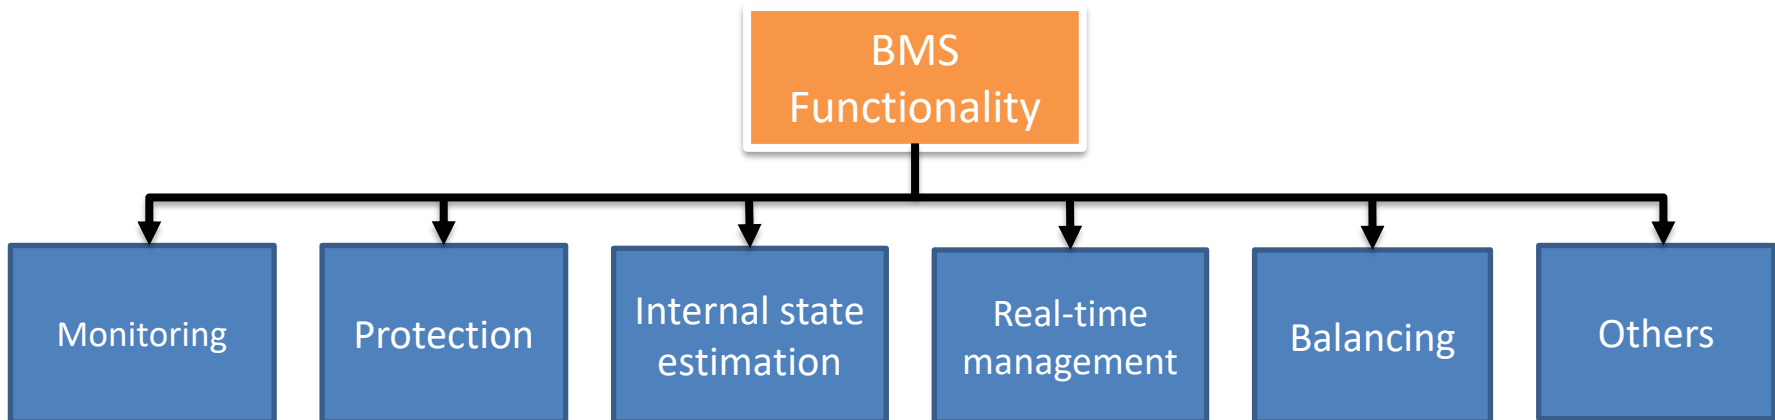 BMS
Functionality
Monitoring
Protection
Internal state
estimation
Real-time
management
Balancing
Others